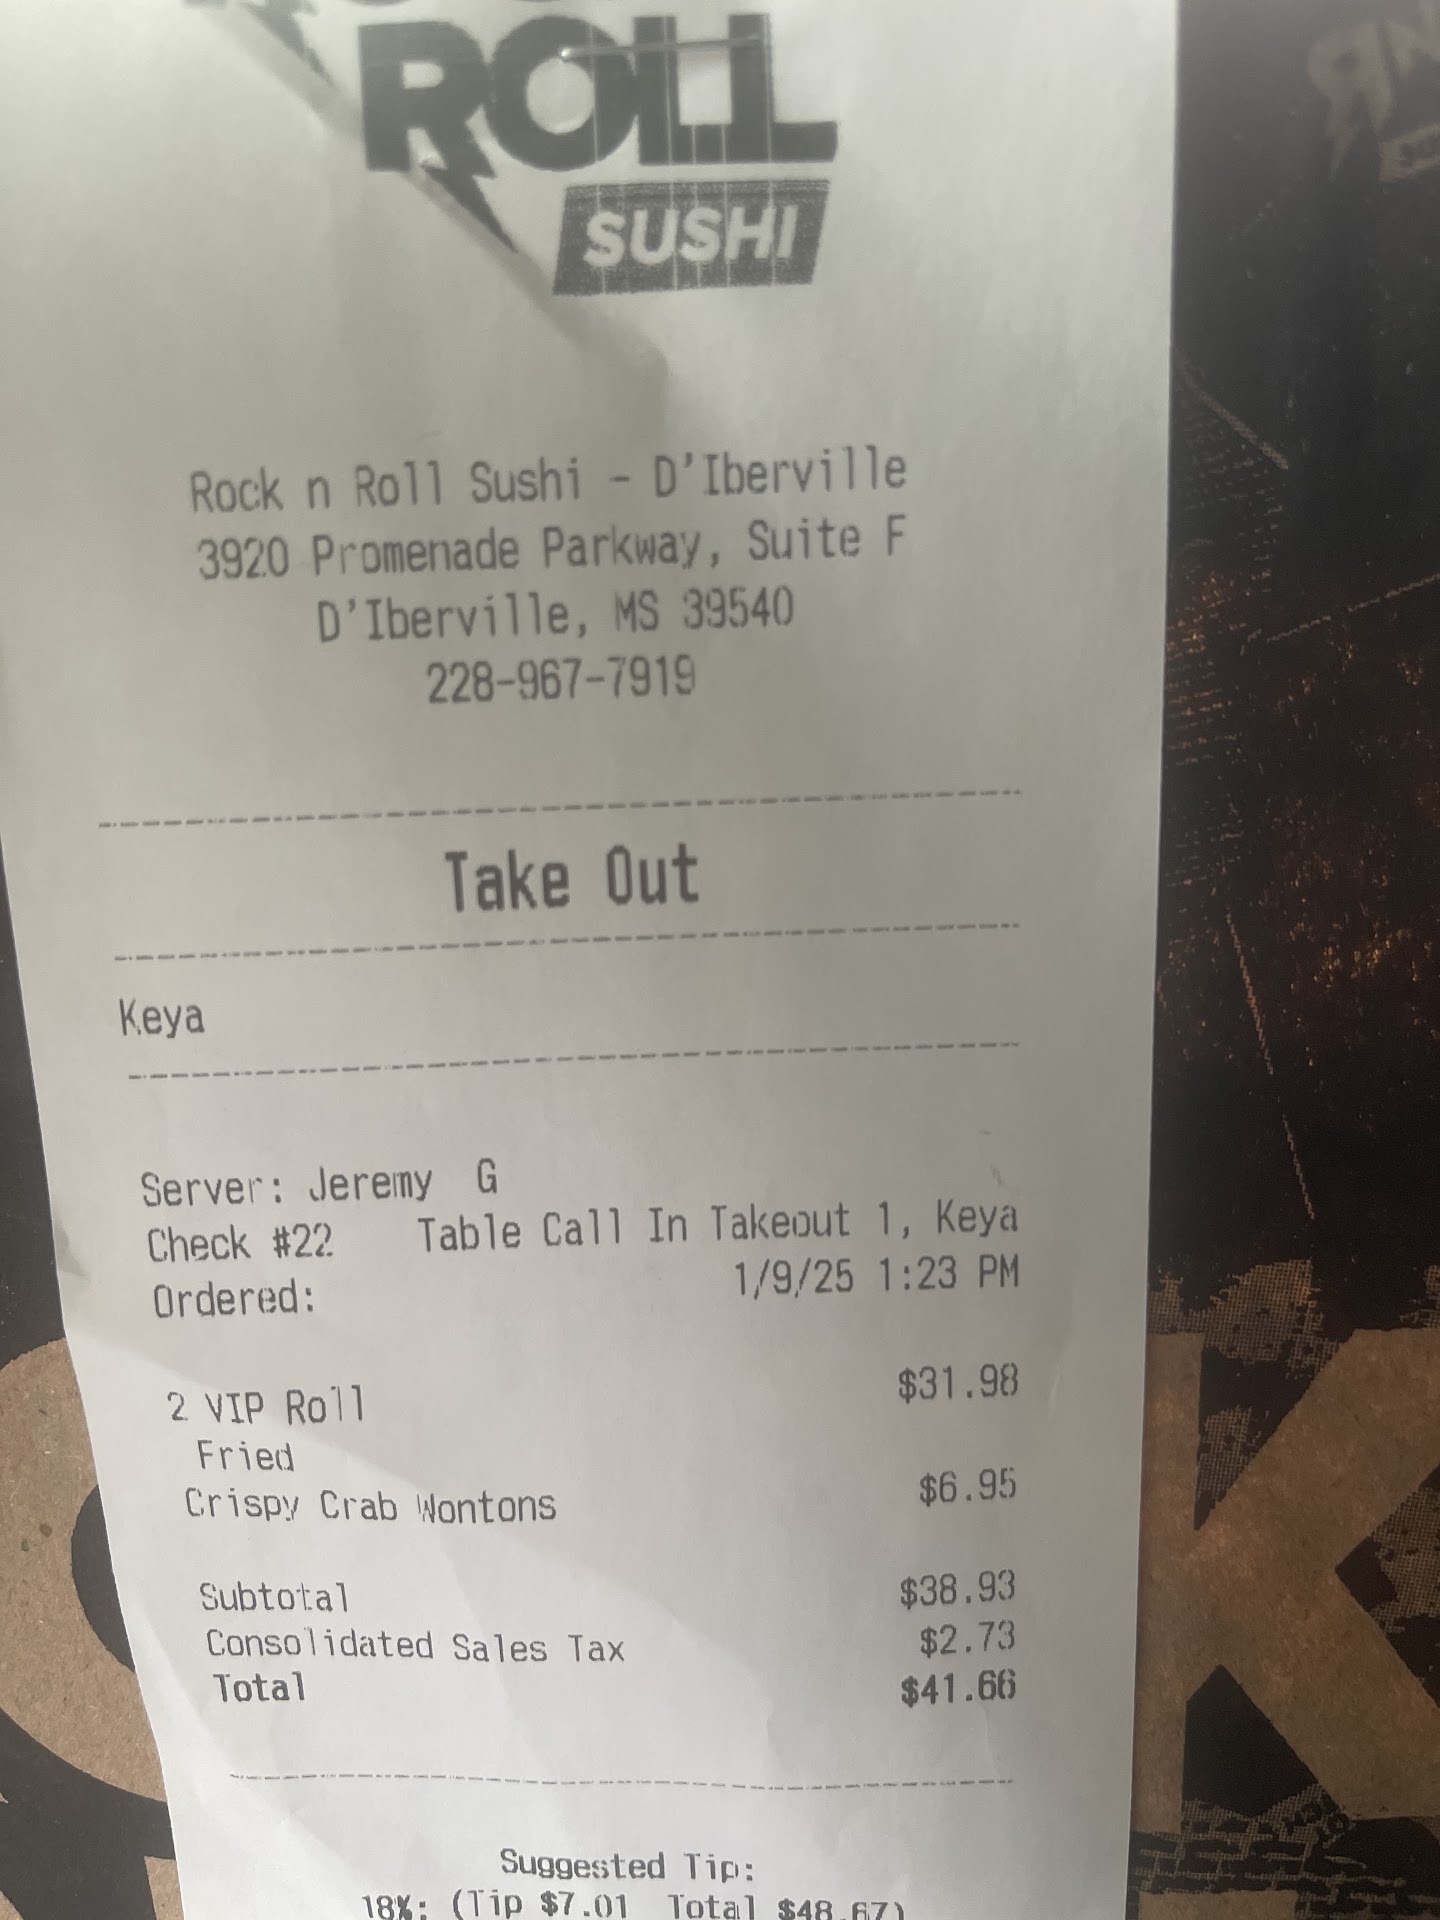 ROLL
SUSHI
Rock n Roll Sushi - D'Iberville
3920 Promenade Parkway, Suite F
D'Iberville, MS 39540
228-967-7919
Take Out
Keya
Server: Jeremy G
Check #22 Table Call In Takeout 1, Keya
Ordered: 1/9/25 1:23 PM
2 VIP Roll $31.98
Fried
Crispy Crab Wontons $6.95
Subtotal $38.93
Consolidated Sales Tax $2.73
Total $41.66
Suggested Tip:
18%: (Tip $7.01 Total $48.67)